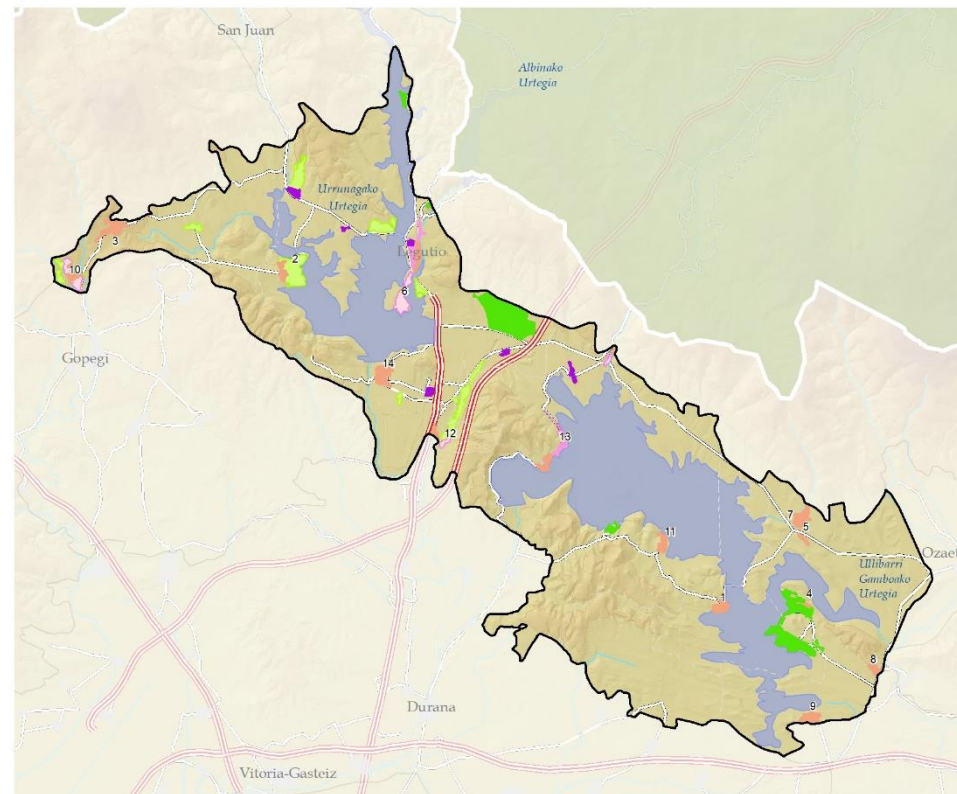 San Juan
Albinako
Urtegia
Urrunagako
Urtegia
3
Legutio
2
10
6
Gopegi
14
12
13
7
5
11
Ozaet
Ullibarri
Gamboako
Urtegia
4
1
8
Durana
9
Vitoria-Gasteiz